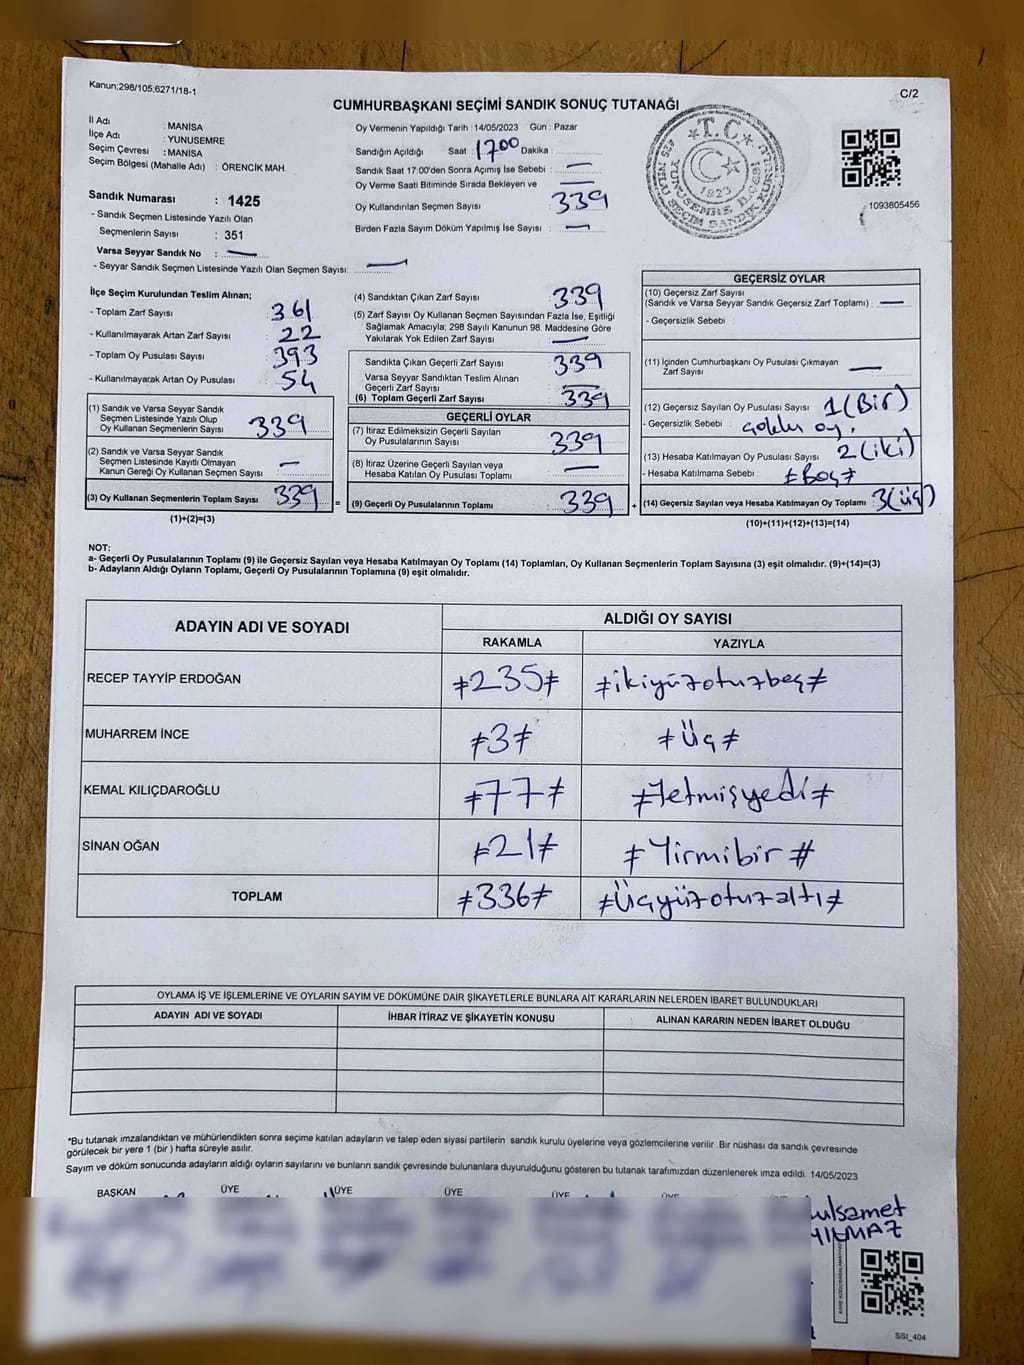 Kanun;298/105,6271/18-1
C/2
CUMHURBAŞKANI SEÇİMİ SANDIK SONUÇ TUTANAĞI
İl Adı : MANİSA
İlçe Adı : YUNUSEMRE
Seçim Çevresi : MANİSA
Seçim Bölgesi (Mahalle Adı) : ÖRENCİK MAH.
Sandık Numarası : 1425
- Sandık Seçmen Listesinde Yazılı Olan
Seçmenlerin Sayısı : 351
Varsa Seyyar Sandık No :
- Seyyar Sandık Seçmen Listesinde Yazılı Olan Seçmen Sayısı:
Oy Vermenin Yapıldığı Tarih : 14/05/2023 Gün : Pazar
Sandığın Açıldığı Saat : 1700 Dakika :
Sandık Saat 17:00'den Sonra Açımış İse Sebebi :
Oy Verme Saati Bitiminde Sırada Bekleyen ve
Oy Kullandırılan Seçmen Sayısı : 339
Birden Fazla Sayım Döküm Yapılmış İse Sayısı :
T.C.
1923
1093805456
İlçe Seçim Kurulundan Teslim Alınan;
- Toplam Zarf Sayısı : 361
- Kullanılmayarak Artan Zarf Sayısı : 22
- Toplam Oy Pusulası Sayısı : 393
- Kullanılmayarak Artan Oy Pusulası : 54
(1) Sandık ve Varsa Seyyar Sandık
Seçmen Listesinde Yazılı Olup
Oy Kullanan Seçmenlerin Sayısı : 339
(2) Sandık ve Varsa Seyyar Sandık
Seçmen Listesinde Kayıtlı Olmayan
Kanun Gereği Oy Kullanan Seçmen Sayısı :
(3) Oy Kullanan Seçmenlerin Toplam Sayısı : 339 =
(1)+(2)=(3)
(4) Sandıktan Çıkan Zarf Sayısı : 339
(5) Zarf Sayısı Oy Kullanan Seçmen Sayısından Fazla İse, Eşitliği
Sağlamak Amacıyla; 298 Sayılı Kanunun 98. Maddesine Göre
Yakılarak Yok Edilen Zarf Sayısı :
Sandıkta Çıkan Geçerli Zarf Sayısı : 339
Varsa Seyyar Sandıktan Teslim Alınan
Geçerli Zarf Sayısı :
(6) Toplam Geçerli Zarf Sayısı : 339
GEÇERLİ OYLAR
(7) İtiraz Edilmeksizin Geçerli Sayılan
Oy Pusulalarının Sayısı : 339
(8) İtiraz Üzerine Geçerli Sayılan veya
Hesaba Katılan Oy Pusulası Toplamı :
(9) Geçerli Oy Pusulalarının Toplamı : 339 +
GEÇERSİZ OYLAR
(10) Geçersiz Zarf Sayısı
(Sandık ve Varsa Seyyar Sandık Geçersiz Zarf Toplamı) :
- Geçersizlik Sebebi :
(11) İçinden Cumhurbaşkanı Oy Pusulası Çıkmayan
Zarf Sayısı :
(12) Geçersiz Sayılan Oy Pusulası Sayısı : 1(Bir)
- Geçersizlik Sebebi : oy.
(13) Hesaba Katılmayan Oy Pusulası Sayısı : 2(iki)
- Hesaba Katılmama Sebebi : ≠Boş≠
(14) Geçersiz Sayılan veya Hesaba Katılmayan Oy Toplamı : 3(üç)
(10)+(11)+(12)+(13)=(14)
NOT:
a- Geçerli Oy Pusulalarının Toplamı (9) ile Geçersiz Sayılan veya Hesaba Katılmayan Oy Toplamı (14) Toplamları, Oy Kullanan Seçmenlerin Toplam Sayısına (3) eşit olmalıdır. (9)+(14)=(3)
b- Adayların Aldığı Oyların Toplamı, Geçerli Oy Pusulalarının Toplamına (9) eşit olmalıdır.
ADAYIN ADI VE SOYADI
ALDIĞI OY SAYISI
RAKAMLA YAZIYLA
RECEP TAYYİP ERDOĞAN ≠235≠ ≠ikiyüzotuzbeş≠
MUHARREM İNCE ≠3≠ ≠Üç≠
KEMAL KILIÇDAROĞLU ≠77≠ ≠Yetmişyedi≠
SİNAN OĞAN ≠21≠ ≠Yirmibir#
TOPLAM ≠336≠ ≠Üçyüzotuzaltı≠
OYLAMA İŞ VE İŞLEMLERİNE VE OYLARIN SAYIM VE DÖKÜMÜNE DAİR ŞİKAYETLERLE BUNLARA AİT KARARLARIN NELERDEN İBARET BULUNDUKLARI
ADAYIN ADI VE SOYADI İHBAR İTİRAZ VE ŞİKAYETİN KONUSU ALINAN KARARIN NEDEN İBARET OLDUĞU
*Bu tutanak imzalandıktan ve mühürlendikten sonra seçime katılan adayların ve talep eden siyasi partilerin sandık kurulu üyelerine veya gözlemcilerine verilir .Bir nüshası da sandık çevresinde
görülecek bir yere 1 (bir ) hafta süreyle asılır.
Sayım ve döküm sonucunda adayların aldığı oyların sayılarını ve bunların sandık çevresinde bulunanlara duyurulduğunu gösteren bu tutanak tarafımızdan düzenlenerek imza edildi. 14/05/2023
BAŞKAN ÜYE ÜYE ÜYE ÜYE ÜYE
ulsamet
YILMAZ
SSI_404